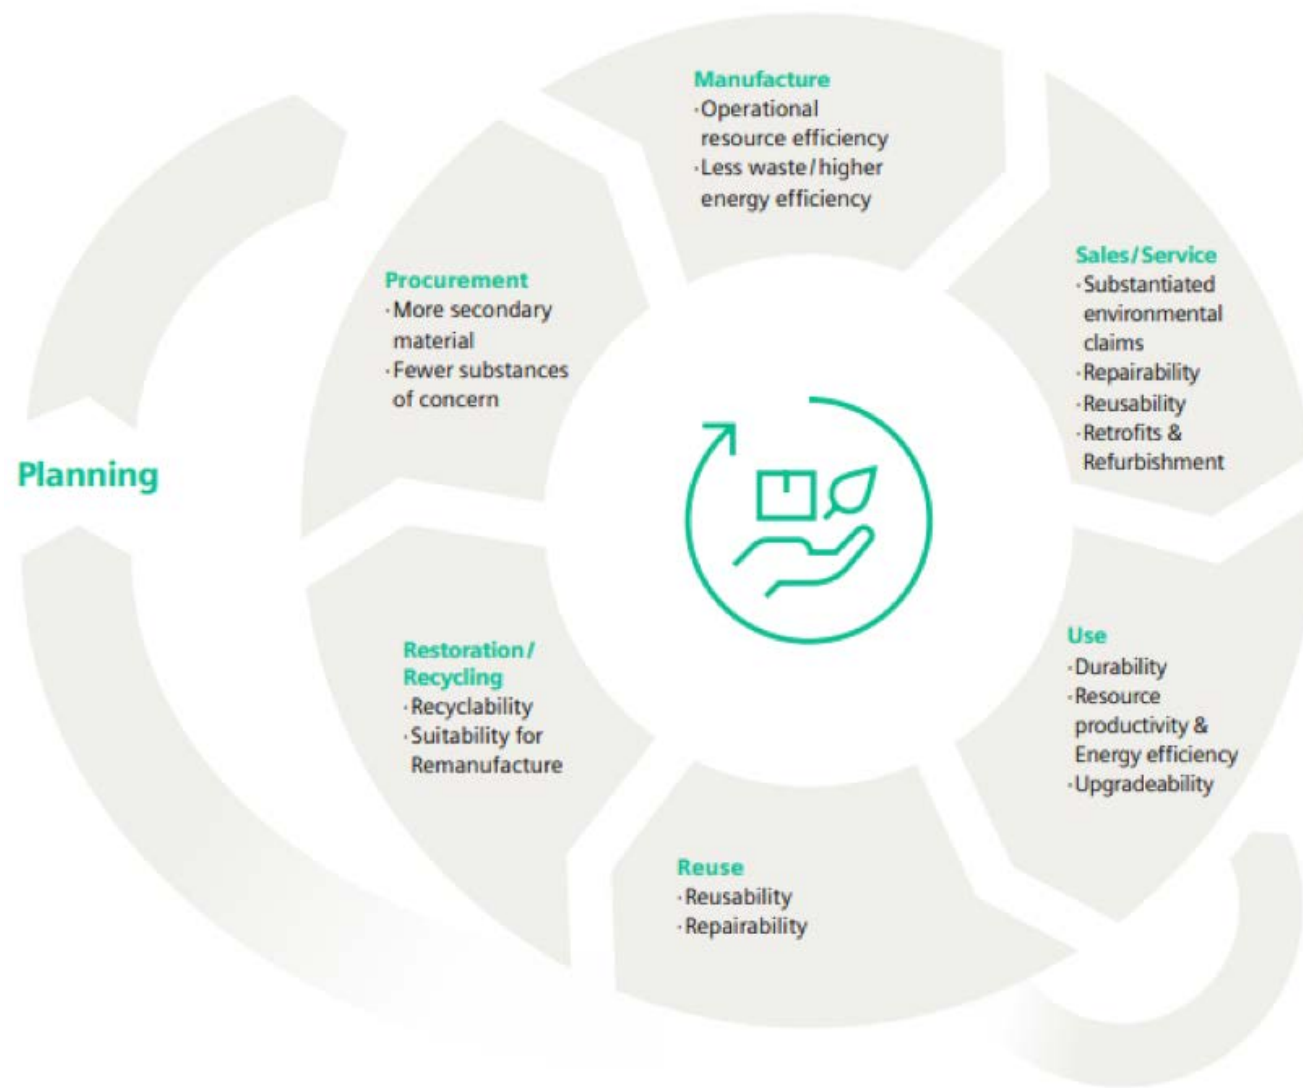 Manufacture
·Operational
resource efficiency
·Less waste/higher
energy efficiency
Sales/Service
·Substantiated
environmental
claims
·Repairability
·Reusability
·Retrofits &
Refurbishment
Use
·Durability
·Resource
productivity &
Energy efficiency
·Upgradeability
Reuse
·Reusability
·Repairability
Restoration/
Recycling
·Recyclability
·Suitability for
Remanufacture
Procurement
·More secondary
material
·Fewer substances
of concern
Planning